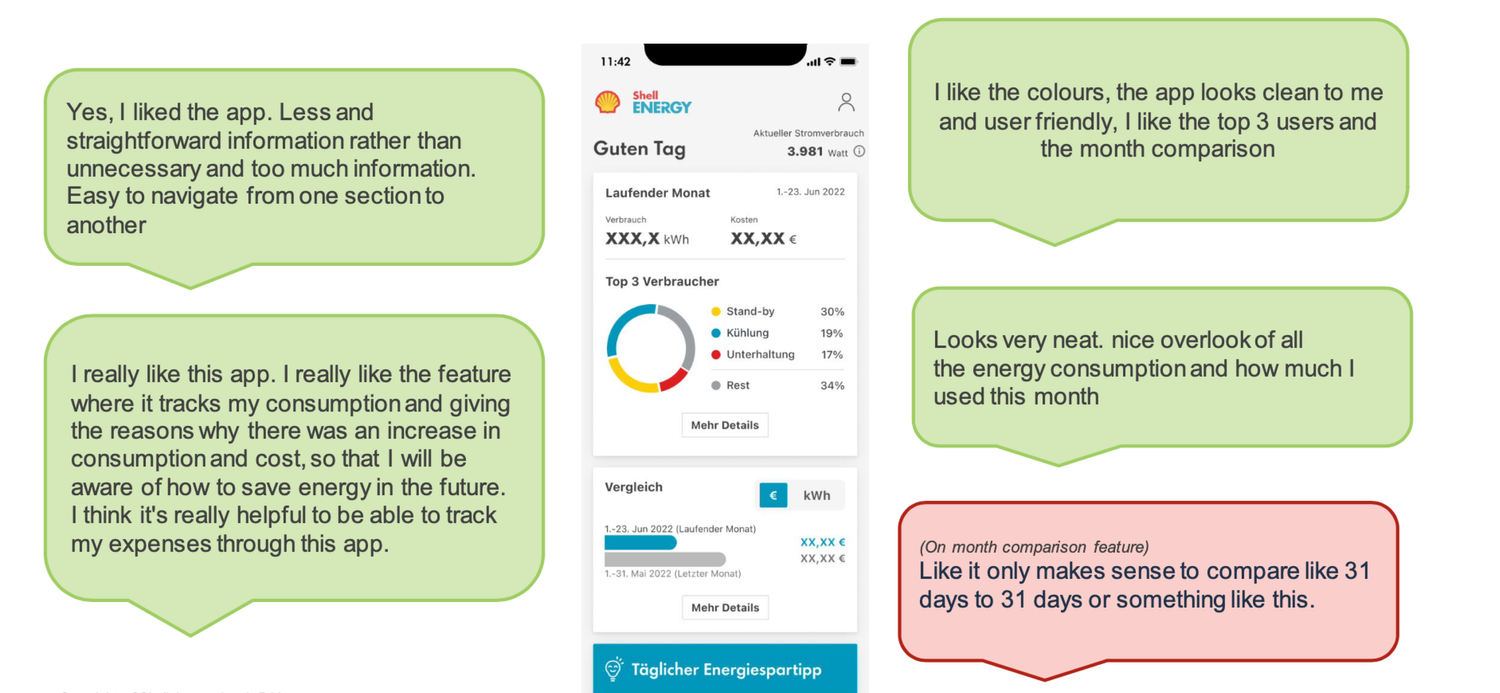 Yes, I liked the app. Less and
straightforward information rather than
unnecessary and too much information.
Easy to navigate from one section to
another
I really like this app. I really like the feature
where it tracks my consumption and giving
the reasons why there was an increase in
consumption and cost, so that I will be
aware of how to save energy in the future.
I think it's really helpful to be able to track
my expenses through this app.
11:42
Shell
ENERGY
Guten Tag
Aktueller Stromverbrauch
3.981 Watt
Laufender Monat
1.-23. Jun 2022
Verbrauch
XXX,X kWh
Kosten
XX,XX €
Top 3 Verbraucher
Stand-by 30%
Kühlung 19%
Unterhaltung 17%
Rest 34%
Mehr Details
Vergleich
€ kWh
1.-23. Jun 2022 (Laufender Monat)
XX,XX €
XX,XX €
1.-31. Mai 2022 (Letzter Monat)
Mehr Details
Täglicher Energiespartipp
I like the colours, the app looks clean to me
and user friendly, I like the top 3 users and
the month comparison
Looks very neat. nice overlook of all
the energy consumption and how much I
used this month
(On month comparison feature)
Like it only makes sense to compare like 31
days to 31 days or something like this.